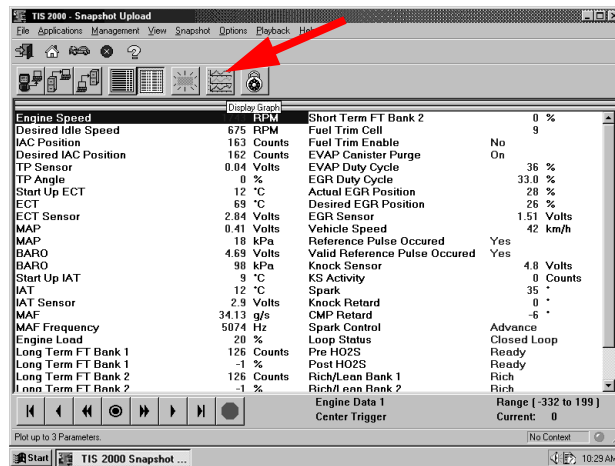 TIS 2000 - Snapshot Upload
File Applications Management View Snapshot Options Playback
Display Graph
Engine Speed RPM Short Term FT Bank 2 0 %
Desired Idle Speed 675 RPM Fuel Trim Cell 9
IAC Position 163 Counts Fuel Trim Enable No
Desired IAC Position 162 Counts EVAP Canister Purge On
TP Sensor 0.04 Volts EVAP Duty Cycle 36 %
TP Angle 0 % EGR Duty Cycle 33.0 %
Start Up ECT 12 °C Actual EGR Position 28 %
ECT 69 °C Desired EGR Position 26 %
ECT Sensor 2.84 Volts EGR Sensor 1.51 Volts
MAP 0.41 Volts Vehicle Speed 42 km/h
MAP 18 kPa Reference Pulse Occured Yes
BARO 4.69 Volts Valid Reference Pulse Occured Yes
BARO 98 kPa Knock Sensor 4.8 Volts
Start Up IAT 9 °C KS Activity 0 Counts
IAT 12 °C Spark 35 °
IAT Sensor 2.9 Volts Knock Retard 0 °
MAF 34.13 g/s CMP Retard -6 °
MAF Frequency 5074 Hz Spark Control Advance
Engine Load 20 % Loop Status Closed Loop
Long Term FT Bank 1 126 Counts Pre HO2S Ready
Long Term FT Bank 1 -1 % Post HO2S Ready
Long Term FT Bank 2 126 Counts Rich/Lean Bank 1 Rich
Long Term FT Bank 2 -1 % Rich/Lean Bank 2 Rich
Engine Data 1 Range ( -332 to 199 )
Center Trigger Current: 0
Plot up to 3 Parameters. No Context
Start TIS 2000 Snapshot ... 10:29 AM